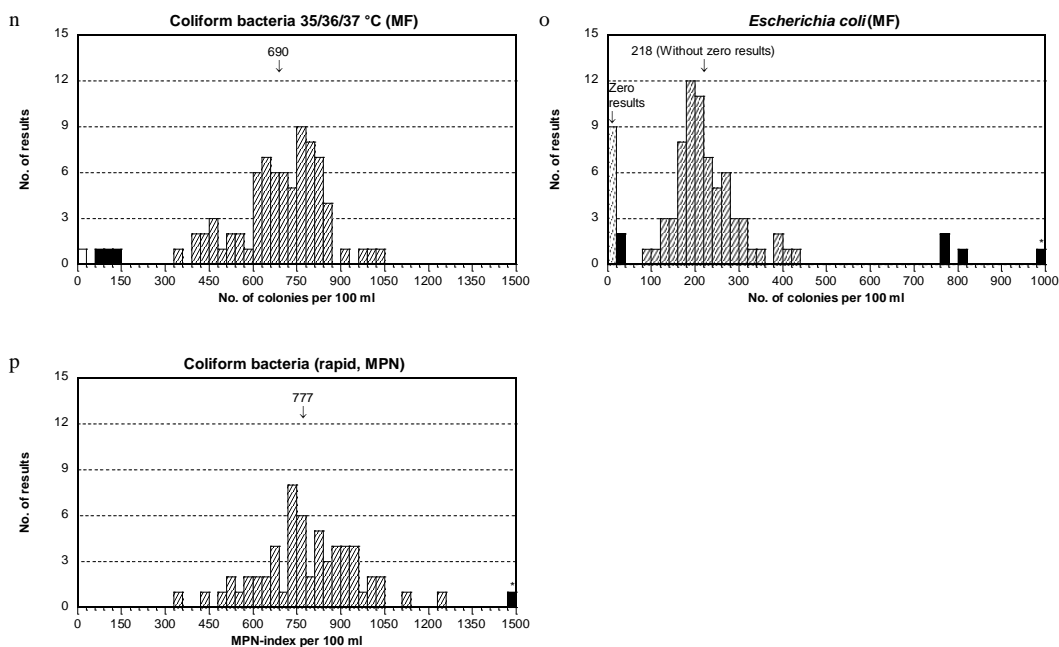 n
Coliform bacteria 35/36/37 °C (MF)
690
15
12
9
6
3
0
No. of results
0 150 300 450 600 750 900 1050 1200 1350 1500
No. of colonies per 100 ml
o
Escherichia coli (MF)
218 (Without zero results)
Zero
results
15
12
9
6
3
0
No. of results
*
0 100 200 300 400 500 600 700 800 900 1000
No. of colonies per 100 ml
p
Coliform bacteria (rapid, MPN)
777
15
12
9
6
3
0
No. of results
*
0 150 300 450 600 750 900 1050 1200 1350 1500
MPN-index per 100 ml